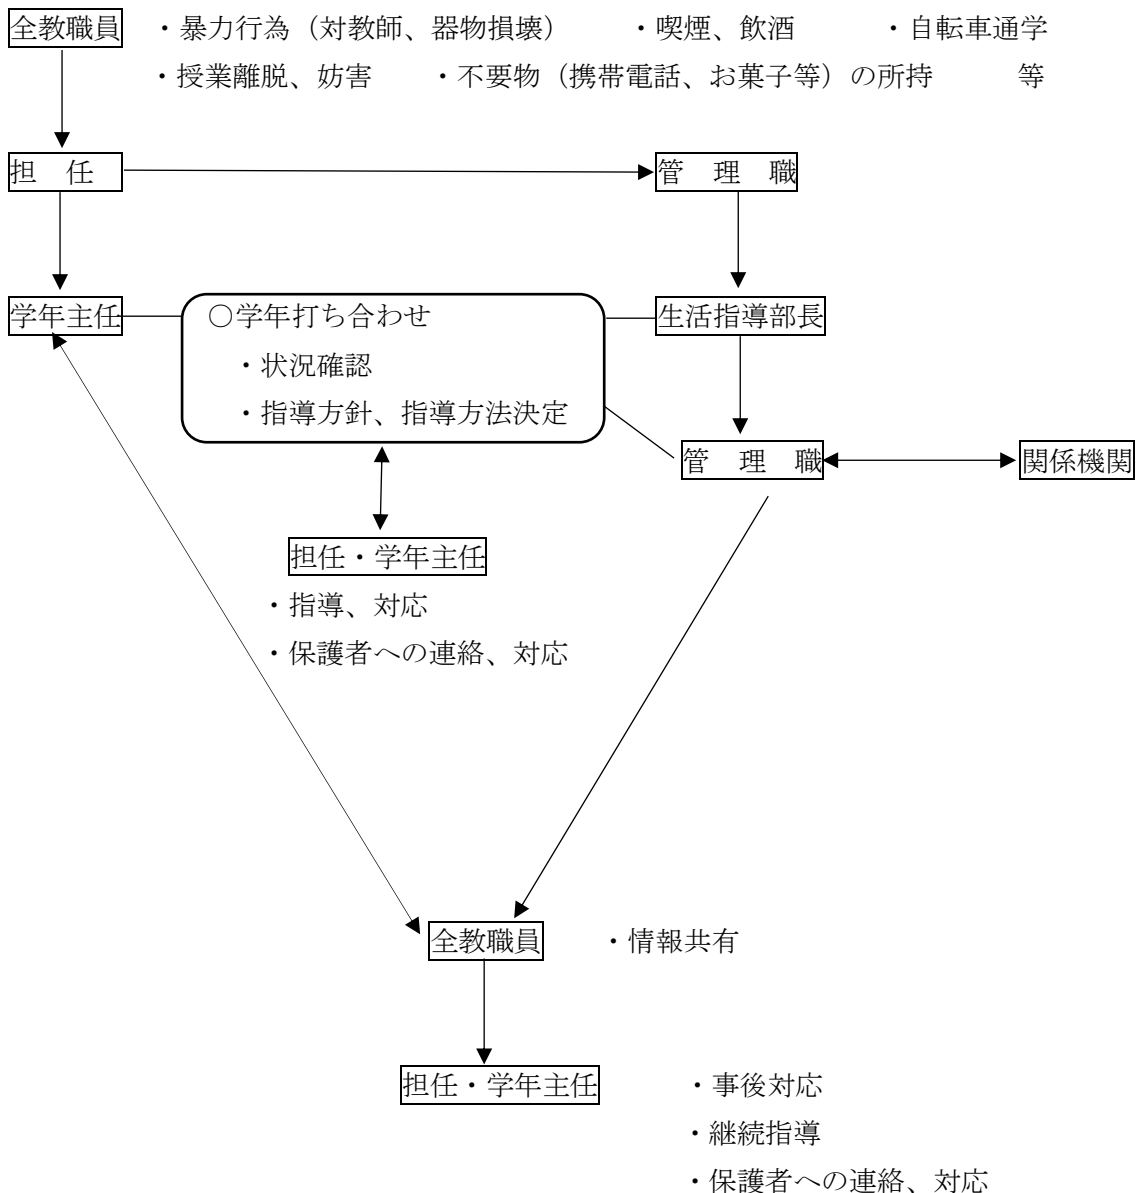 全教職員 ・暴力行為（対教師、器物損壊） ・喫煙、飲酒 ・自転車通学
・授業離脱、妨害 ・不要物（携帯電話、お菓子等）の所持 等
担　任 管　理　職
学年主任 ○学年打ち合わせ 生活指導部長
・状況確認
・指導方針、指導方法決定
管　理　職 関係機関
担任・学年主任
・指導、対応
・保護者への連絡、対応
全教職員 ・情報共有
担任・学年主任 ・事後対応
・継続指導
・保護者への連絡、対応